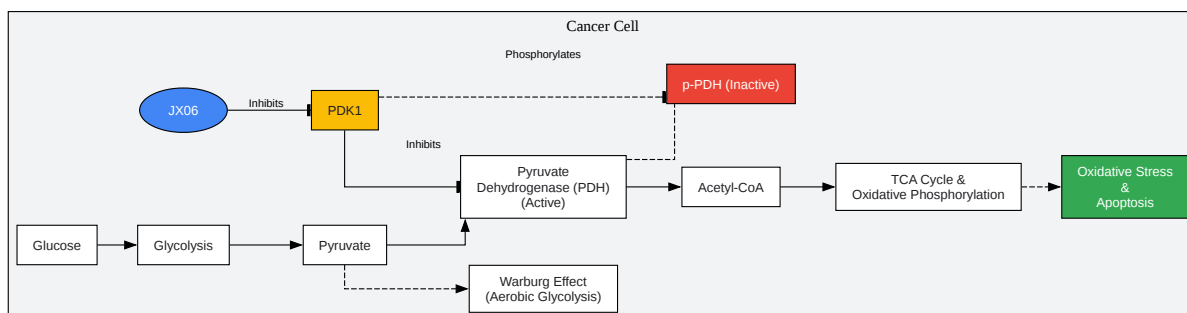 Cancer Cell
Phosphorylates
p-PDH (Inactive)
JX06
Inhibits
PDK1
Inhibits
Pyruvate
Dehydrogenase (PDH)
(Active)
Acetyl-CoA
TCA Cycle &
Oxidative Phosphorylation
Oxidative Stress
&
Apoptosis
Glucose
Glycolysis
Pyruvate
Warburg Effect
(Aerobic Glycolysis)